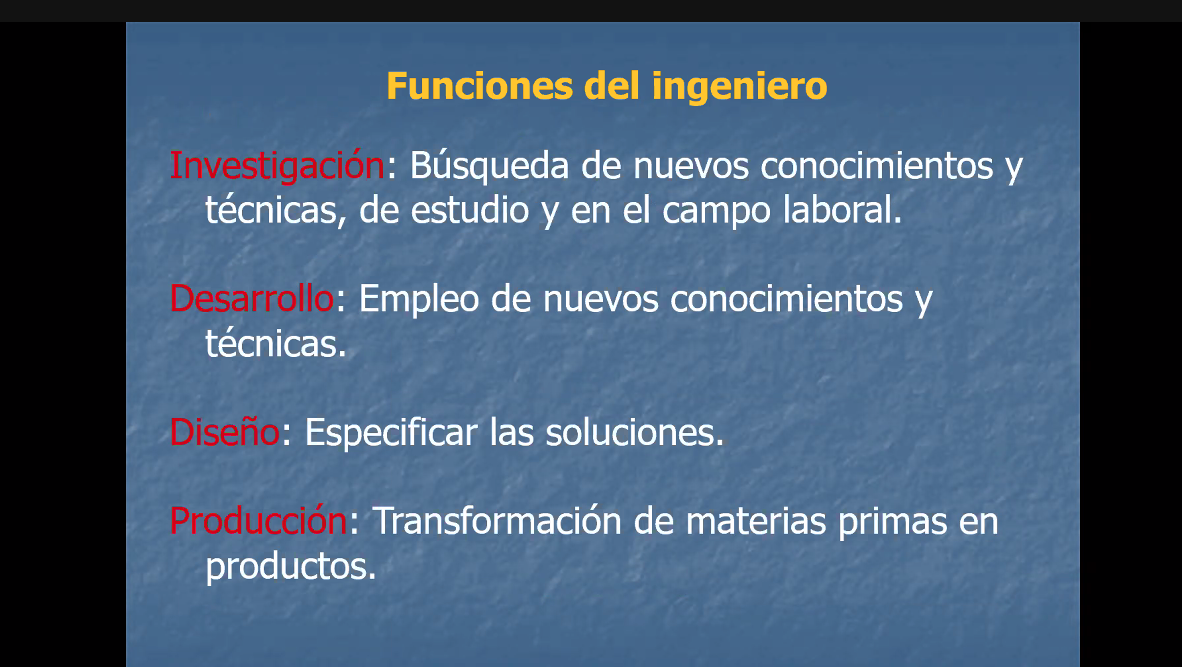 Funciones del ingeniero
Investigación: Búsqueda de nuevos conocimientos y
técnicas, de estudio y en el campo laboral.
Desarrollo: Empleo de nuevos conocimientos y
técnicas.
Diseño: Especificar las soluciones.
Producción: Transformación de materias primas en
productos.